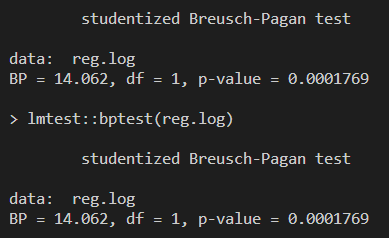 studentized Breusch-Pagan test
data:  reg.log
BP = 14.062, df = 1, p-value = 0.0001769
> lmtest::bptest(reg.log)
studentized Breusch-Pagan test
data:  reg.log
BP = 14.062, df = 1, p-value = 0.0001769